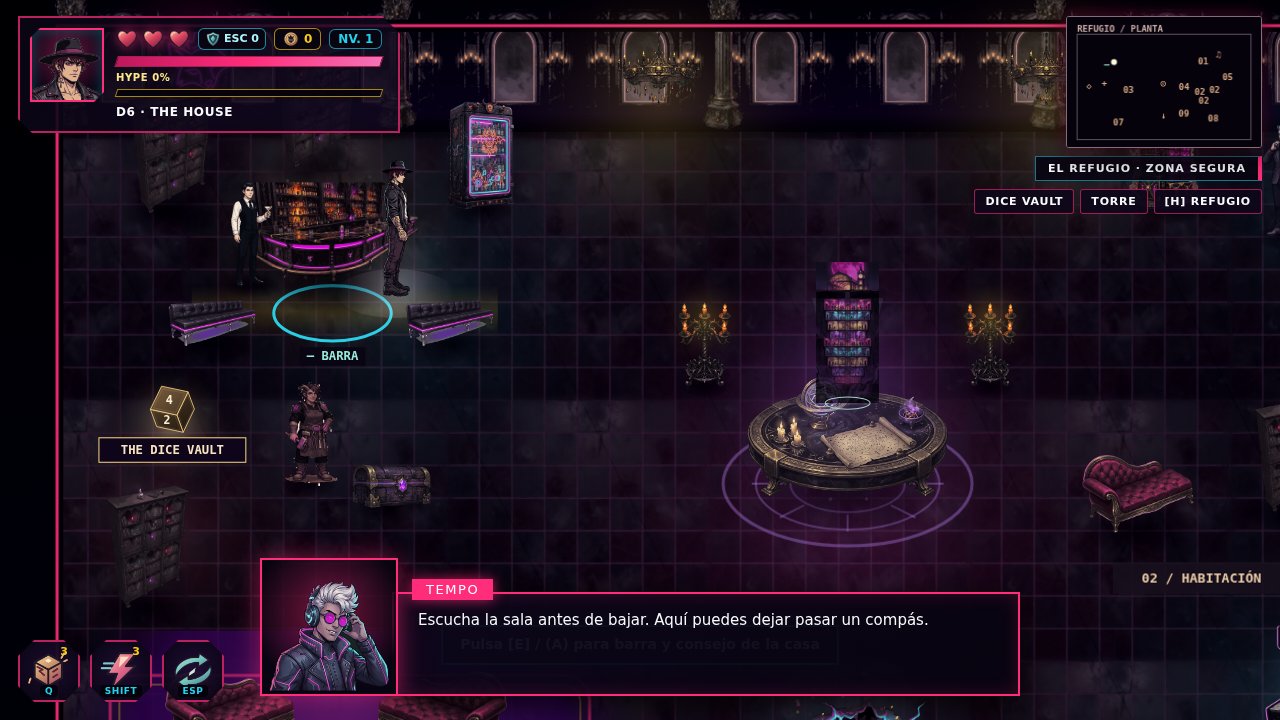 ESC 0
0
NV. 1
HYPE 0%
D6 · THE HOUSE
REFUGIO / PLANTA
01
05
03
04
02
02
02
09
08
07
EL REFUGIO · ZONA SEGURA
DICE VAULT
TORRE
[H] REFUGIO
— BARRA
4
2
THE DICE VAULT
02 / HABITACIÓN
TEMPO
Escucha la sala antes de bajar. Aquí puedes dejar pasar un compás.
Pulsa [E] / (A) para barra y consejo de la casa
3
Q
3
SHIFT
ESP